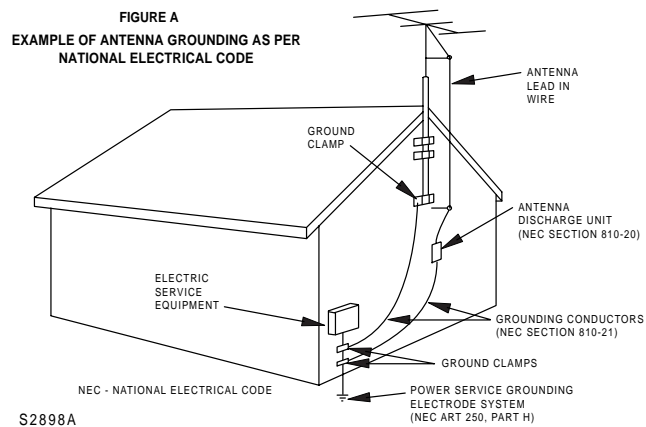 FIGURE A
EXAMPLE OF ANTENNA GROUNDING AS PER
NATIONAL ELECTRICAL CODE
ANTENNA
LEAD IN
WIRE
GROUND
CLAMP
ANTENNA
DISCHARGE UNIT
(NEC SECTION 810-20)
ELECTRIC
SERVICE
EQUIPMENT
GROUNDING CONDUCTORS
(NEC SECTION 810-21)
GROUND CLAMPS
NEC - NATIONAL ELECTRICAL CODE
POWER SERVICE GROUNDING
ELECTRODE SYSTEM
(NEC ART 250, PART H)
S2898A